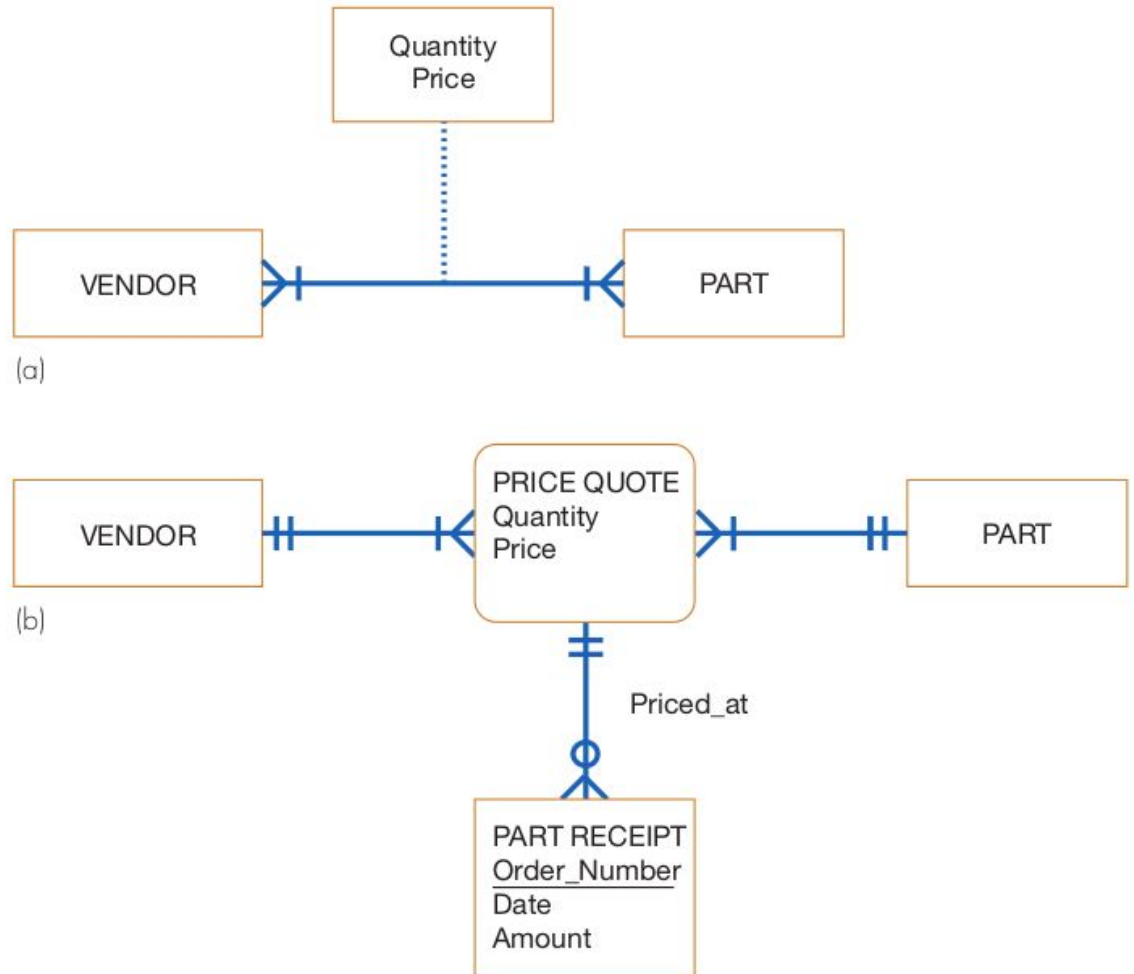 Quantity
Price
VENDOR
PART
(a)
VENDOR
PRICE QUOTE
Quantity
Price
PART
(b)
Priced_at
PART RECEIPT
Order_Number
Date
Amount